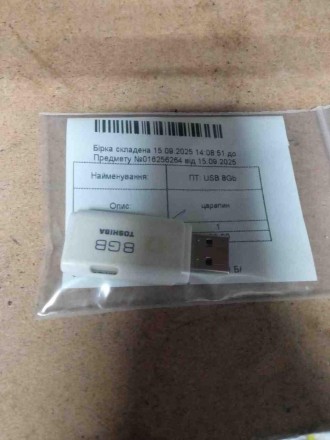 Бірка складена 15.09.2025 14:08:51 до
Предмету №016256264 від 15.09.2025
Найменування ПТ: USB 8Gb
Опис царапин
1
8GB
TOSHIBA